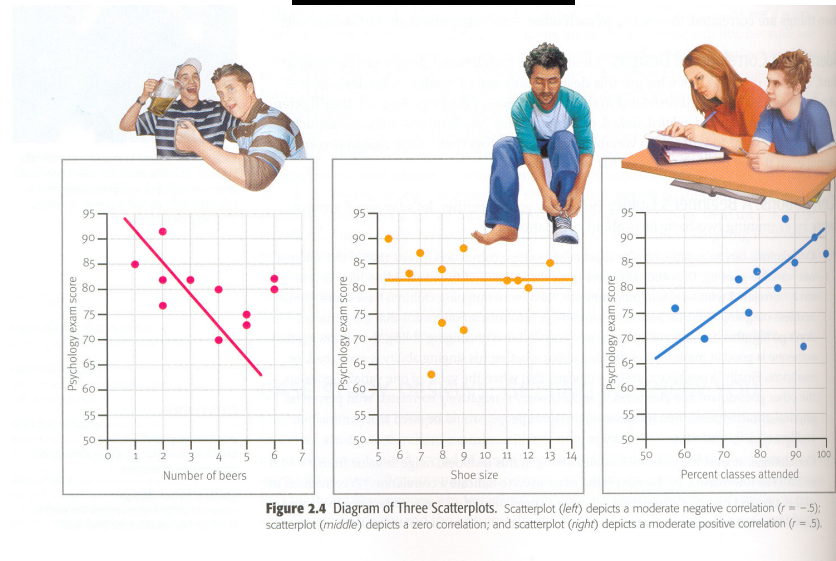 95
90
85
80
75
70
65
60
55
50
Psychology exam score
0 1 2 3 4 5 6 7
Number of beers
95
90
85
80
75
70
65
60
55
50
Psychology exam score
5 6 7 8 9 10 11 12 13 14
Shoe size
95
90
85
80
75
70
65
60
55
50
Psychology exam score
50 60 70 80 90 100
Percent classes attended
Figure 2.4 Diagram of Three Scatterplots. Scatterplot (left) depicts a moderate negative correlation (r = –.5);
scatterplot (middle) depicts a zero correlation; and scatterplot (right) depicts a moderate positive correlation (r = .5).